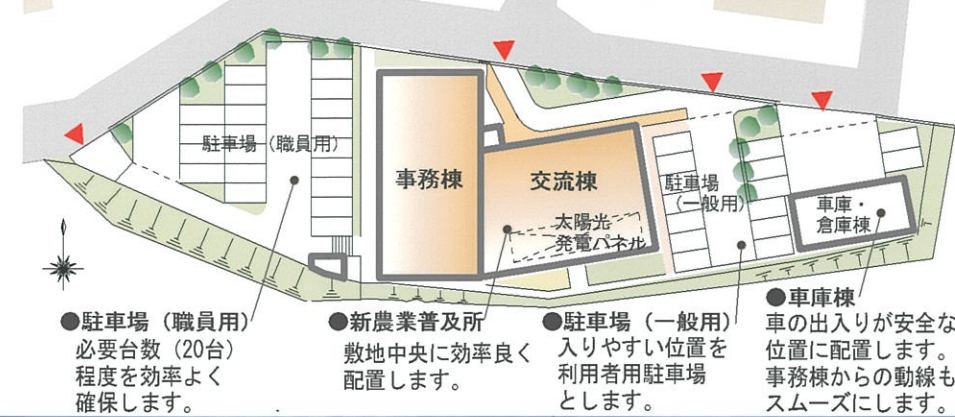 駐車場（職員用）
事務棟
交流棟
太陽光
発電パネル
駐車場
（一般用）
車庫・
倉庫棟
●駐車場（職員用）
必要台数（20台）
程度を効率よく
確保します。
●新農業普及所
敷地中央に効率良く
配置します。
●駐車場（一般用）
入りやすい位置を
利用者用駐車場
とします。
●車庫棟
車の出入りが安全な
位置に配置します。
事務棟からの動線も
スムーズにします。